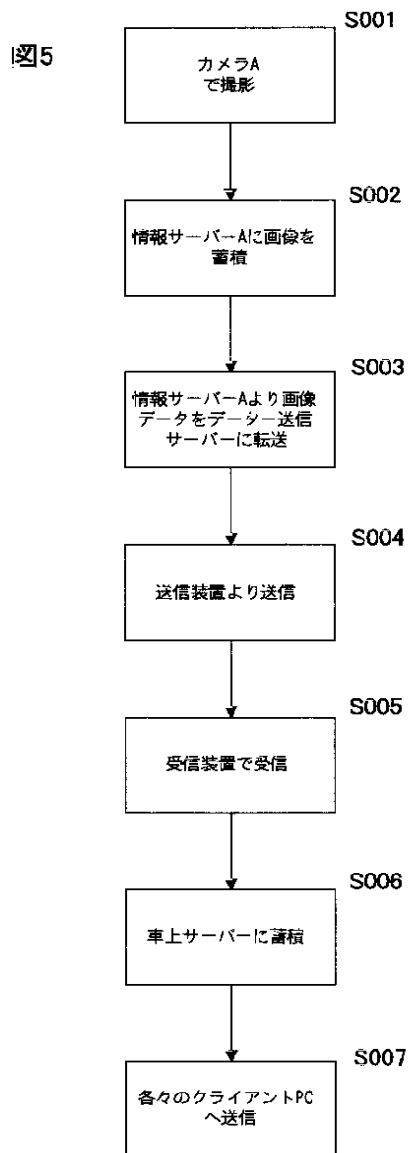 図5
S001
カメラA
で撮影
S002
情報サーバーAに画像を
蓄積
S003
情報サーバーAより画像
データをデーター送信
サーバーに転送
S004
送信装置より送信
S005
受信装置で受信
S006
車上サーバーに蓄積
S007
各々のクライアントPC
へ送信